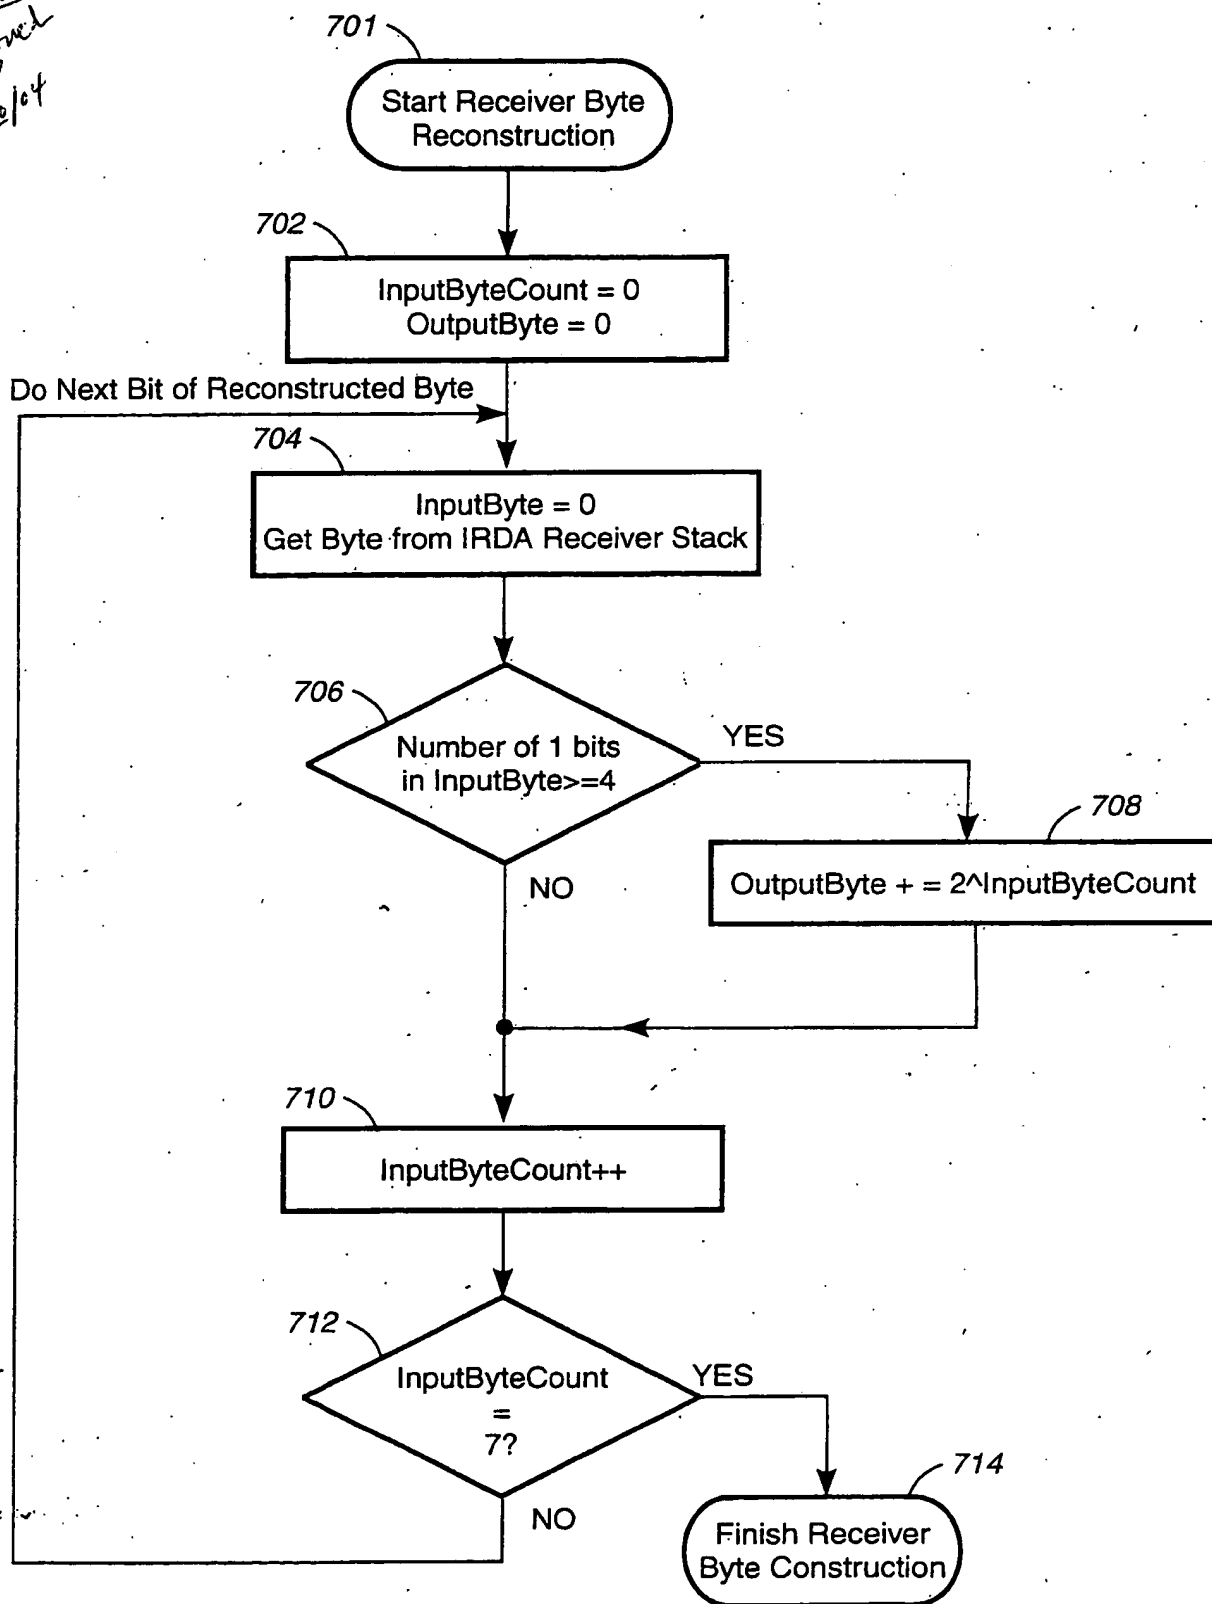 701
Start Receiver Byte
Reconstruction
702
InputByteCount = 0
OutputByte = 0
Do Next Bit of Reconstructed Byte
704
InputByte = 0
Get Byte from IRDA Receiver Stack
706
Number of 1 bits
in InputByte>=4
YES
708
OutputByte + = 2^InputByteCount
NO
710
InputByteCount++
712
InputByteCount
=
7?
YES
714
NO
Finish Receiver
Byte Construction